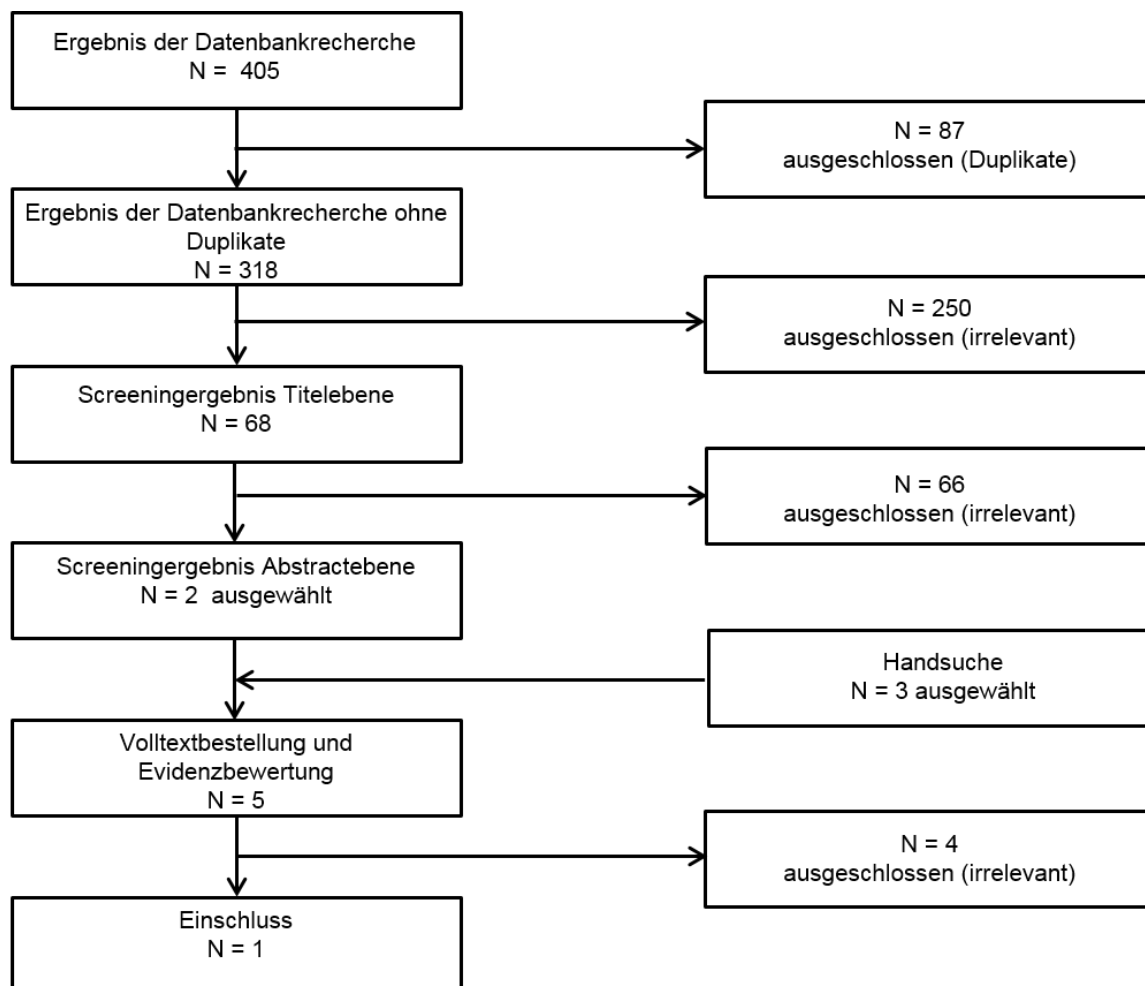 Ergebnis der Datenbankrecherche
N = 405
N = 87
ausgeschlossen (Duplikate)
Ergebnis der Datenbankrecherche ohne
Duplikate
N = 318
N = 250
ausgeschlossen (irrelevant)
Screeningergebnis Titelebene
N = 68
N = 66
ausgeschlossen (irrelevant)
Screeningergebnis Abstractebene
N = 2 ausgewählt
Handsuche
N = 3 ausgewählt
Volltextbestellung und
Evidenzbewertung
N = 5
N = 4
ausgeschlossen (irrelevant)
Einschluss
N = 1